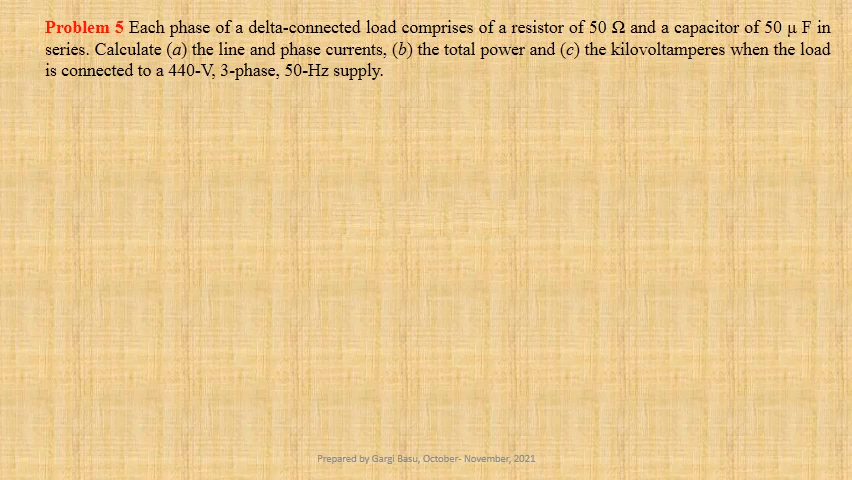 Problem 5 Each phase of a delta-connected load comprises of a resistor of 50 Ω and a capacitor of 50 μ F in
series. Calculate (a) the line and phase currents, (b) the total power and (c) the kilovoltamperes when the load
is connected to a 440-V, 3-phase, 50-Hz supply.
Prepared by Gargi Basu, October- November, 2021